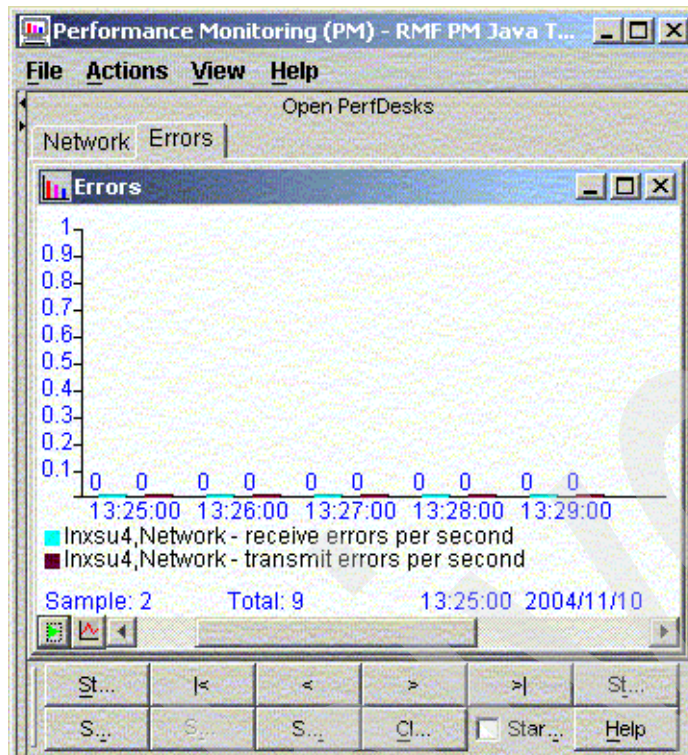 Performance Monitoring (PM) - RMF PM Java T...
File Actions View Help
Open PerfDesks
Network Errors
Errors
1
0.9
0.8
0.7
0.6
0.5
0.4
0.3
0.2
0.1
0 0 0 0 0 0 0 0 0 0
13:25:00 13:26:00 13:27:00 13:28:00 13:29:00
lnxsu4,Network - receive errors per second
lnxsu4,Network - transmit errors per second
Sample: 2 Total: 9 13:25:00 2004/11/10
St... |< < > >| St...
S... S... S... Cl... Star... Help